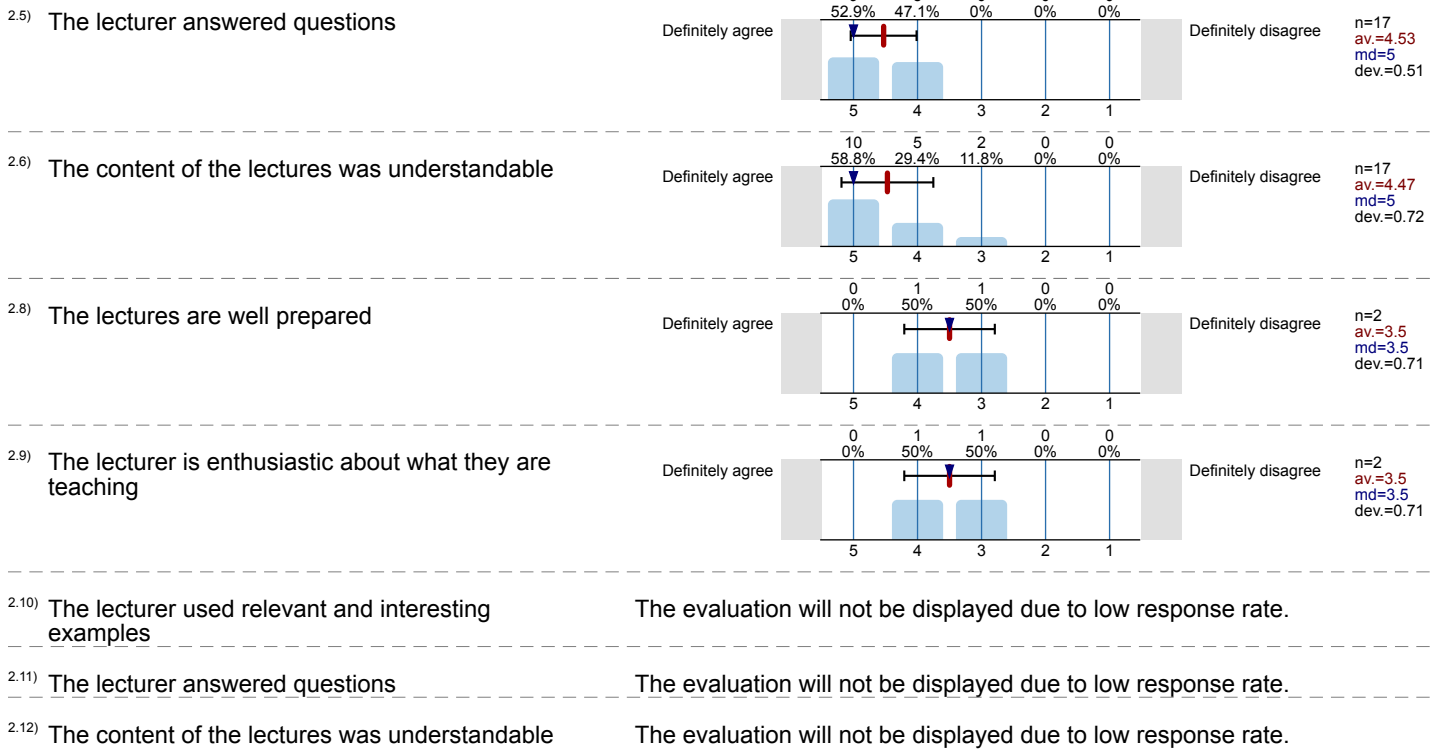 2.5) The lecturer answered questions
Definitely agree
52.9% 47.1% 0% 0% 0%
5 4 3 2 1
Definitely disagree
n=17
av.=4.53
md=5
dev.=0.51
2.6) The content of the lectures was understandable
Definitely agree
10 5 2 0 0
58.8% 29.4% 11.8% 0% 0%
5 4 3 2 1
Definitely disagree
n=17
av.=4.47
md=5
dev.=0.72
2.8) The lectures are well prepared
Definitely agree
0 1 1 0 0
0% 50% 50% 0% 0%
5 4 3 2 1
Definitely disagree
n=2
av.=3.5
md=3.5
dev.=0.71
2.9) The lecturer is enthusiastic about what they are
teaching
Definitely agree
0 1 1 0 0
0% 50% 50% 0% 0%
5 4 3 2 1
Definitely disagree
n=2
av.=3.5
md=3.5
dev.=0.71
2.10) The lecturer used relevant and interesting
examples
The evaluation will not be displayed due to low response rate.
2.11) The lecturer answered questions
The evaluation will not be displayed due to low response rate.
2.12) The content of the lectures was understandable
The evaluation will not be displayed due to low response rate.